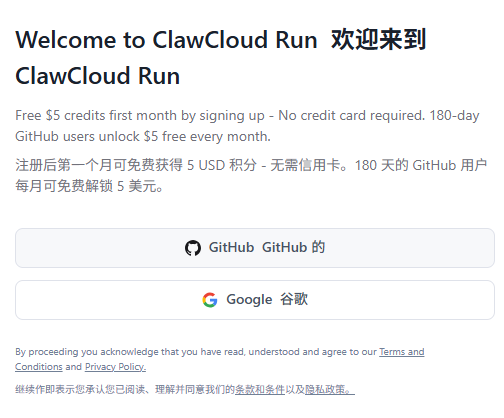 Welcome to ClawCloud Run 欢迎来到
ClawCloud Run
Free $5 credits first month by signing up - No credit card required. 180-day
GitHub users unlock $5 free every month.
注册后第一个月可免费获得 5 USD 积分 - 无需信用卡。180 天的 GitHub 用户
每月可免费解锁 5 美元。
GitHub GitHub 的
Google 谷歌
By proceeding you acknowledge that you have read, understood and agree to our Terms and
Conditions and Privacy Policy.
继续作即表示您承认您已阅读、理解并同意我们的条款和条件以及隐私政策。